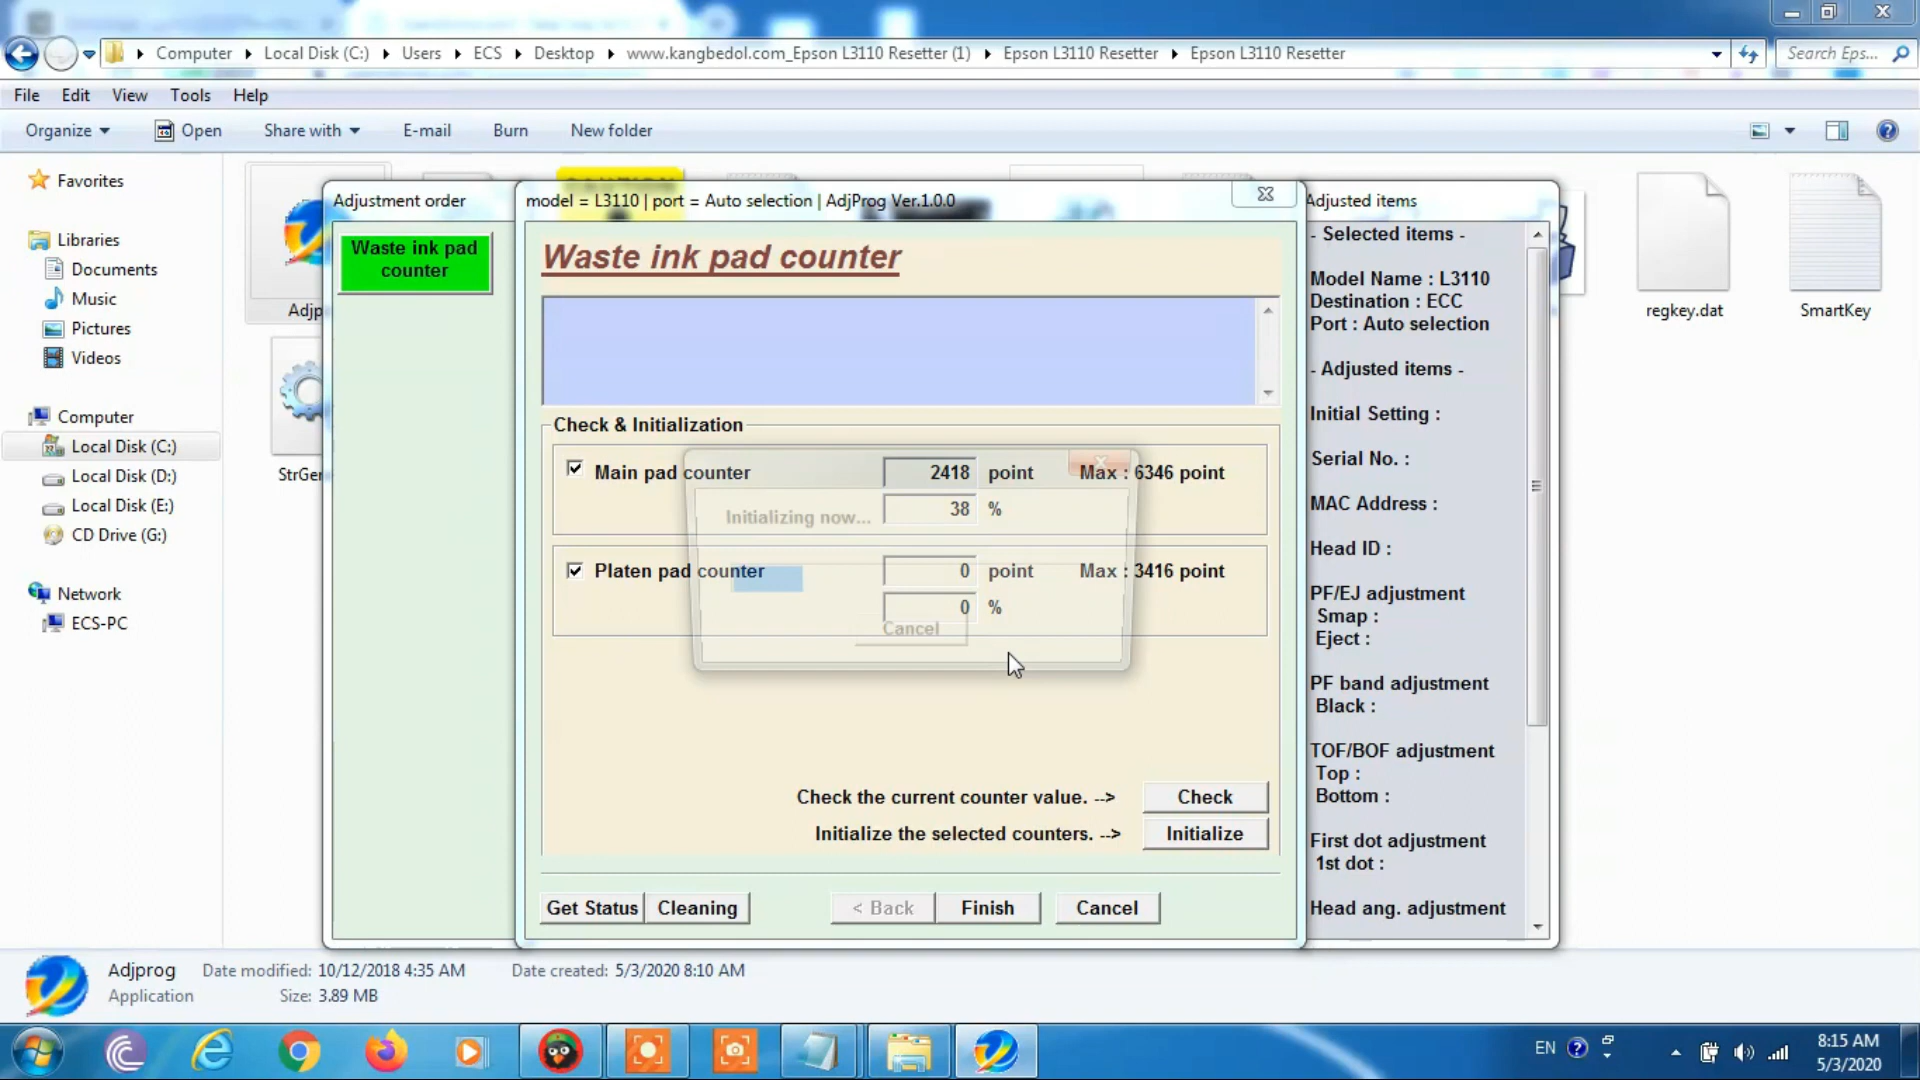 Computer Local Disk (C:) Users ECS Desktop www.kangbedol.com_Epson L3110 Resetter (1) Epson L3110 Resetter Epson L3110 Resetter
Search Eps...
File Edit View Tools Help
Organize Open Share with E-mail Burn New folder
Favorites
Libraries
Documents
Music
Pictures
Videos
Computer
Local Disk (C:)
Local Disk (D:)
Local Disk (E:)
CD Drive (G:)
Network
ECS-PC
Adjp
StrGer
regkey.dat
SmartKey
Adjustment order
Waste ink pad
counter
model = L3110 | port = Auto selection | AdjProg Ver.1.0.0
Waste ink pad counter
Check & Initialization
Main pad counter 2418 point Max : 6346 point
38 %
Initializing now...
Platen pad counter 0 point Max : 3416 point
0 %
Cancel
Check the current counter value. --> Check
Initialize the selected counters. --> Initialize
Get Status Cleaning < Back Finish Cancel
Adjusted items
- Selected items -
Model Name : L3110
Destination : ECC
Port : Auto selection
- Adjusted items -
Initial Setting :
Serial No. :
MAC Address :
Head ID :
PF/EJ adjustment
Smap :
Eject :
PF band adjustment
Black :
TOF/BOF adjustment
Top :
Bottom :
First dot adjustment
1st dot :
Head ang. adjustment
Adjprog Date modified: 10/12/2018 4:35 AM Date created: 5/3/2020 8:10 AM
Application Size: 3.89 MB
EN
8:15 AM
5/3/2020